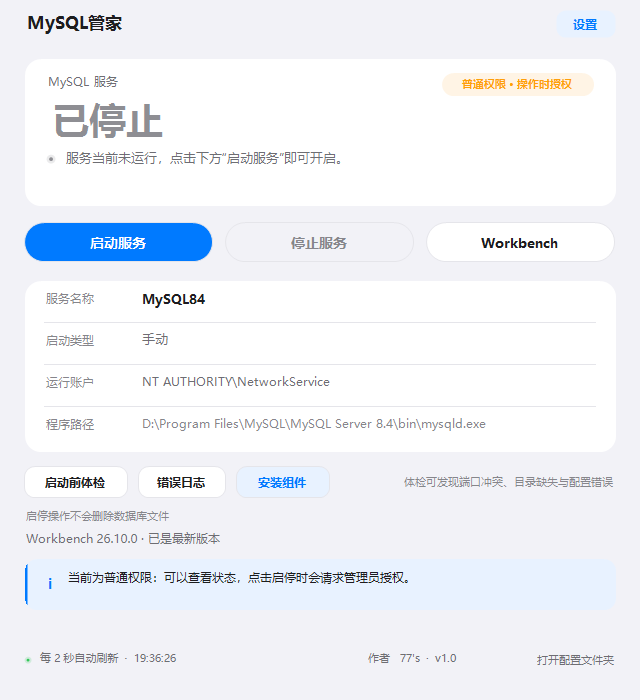 MySQL管家
设置
MySQL 服务
普通权限 • 操作时授权
已停止
服务当前未运行，点击下方"启动服务"即可开启。
启动服务
停止服务
Workbench
服务名称 MySQL84
启动类型 手动
运行账户 NT AUTHORITY\NetworkService
程序路径 D:\Program Files\MySQL\MySQL Server 8.4\bin\mysqld.exe
启动前体检
错误日志
安装组件
体检可发现端口冲突、目录缺失与配置错误
启停操作不会删除数据库文件
Workbench 26.10.0 · 已是最新版本
i 当前为普通权限：可以查看状态，点击启停时会请求管理员授权。
每 2 秒自动刷新 · 19:36:26
作者 77's · v1.0
打开配置文件夹